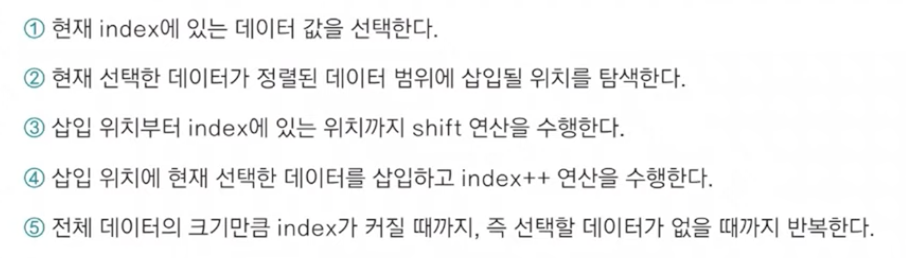 ① 현재 index에 있는 데이터 값을 선택한다.
② 현재 선택한 데이터가 정렬된 데이터 범위에 삽입될 위치를 탐색한다.
③ 삽입 위치부터 index에 있는 위치까지 shift 연산을 수행한다.
④ 삽입 위치에 현재 선택한 데이터를 삽입하고 index++ 연산을 수행한다.
⑤ 전체 데이터의 크기만큼 index가 커질 때까지, 즉 선택할 데이터가 없을 때까지 반복한다.